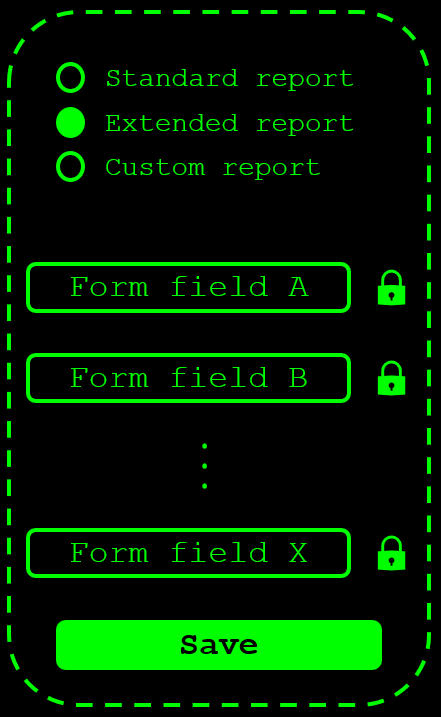 Standard report
Extended report
Custom report
Form field A
Form field B
Form field X
Save